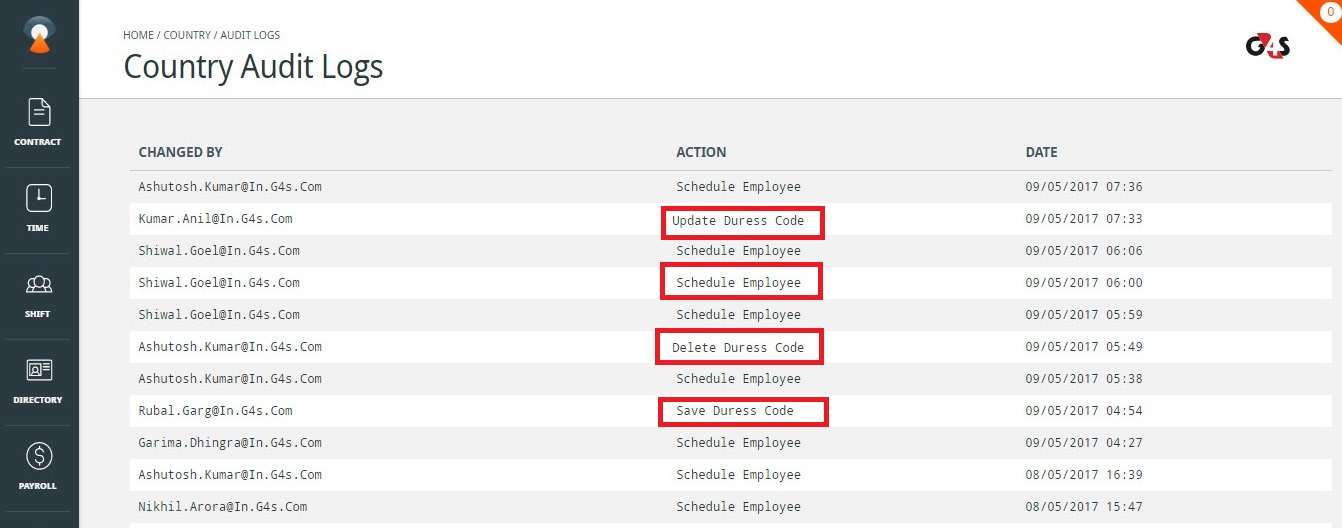 0
HOME / COUNTRY / AUDIT LOGS
Country Audit Logs
G4S
CONTRACT
TIME
SHIFT
DIRECTORY
PAYROLL
CHANGED BY ACTION DATE
Ashutosh.Kumar@In.G4s.Com Schedule Employee 09/05/2017 07:36
Kumar.Anil@In.G4s.Com Update Duress Code 09/05/2017 07:33
Shiwal.Goel@In.G4s.Com Schedule Employee 09/05/2017 06:06
Shiwal.Goel@In.G4s.Com Schedule Employee 09/05/2017 06:00
Shiwal.Goel@In.G4s.Com Schedule Employee 09/05/2017 05:59
Ashutosh.Kumar@In.G4s.Com Delete Duress Code 09/05/2017 05:49
Ashutosh.Kumar@In.G4s.Com Schedule Employee 09/05/2017 05:38
Rubal.Garg@In.G4s.Com Save Duress Code 09/05/2017 04:54
Garima.Dhingra@In.G4s.Com Schedule Employee 09/05/2017 04:27
Ashutosh.Kumar@In.G4s.Com Schedule Employee 08/05/2017 16:39
Nikhil.Arora@In.G4s.Com Schedule Employee 08/05/2017 15:47